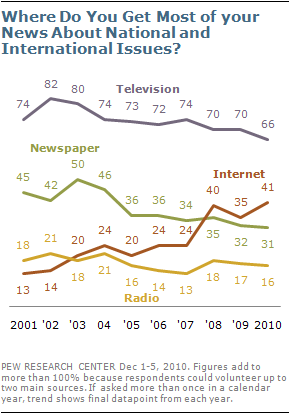 Where Do You Get Most of your
News About National and
International Issues?
Television
74 82 80 74 73 72 74 70 70 66
Newspaper
45 42 50 46 36 36 34 35 32 31
Internet
13 14 20 24 20 24 24 40 35 41
18 21 18 21 16 14 13 18 17 16
Radio
2001 '02 '03 04 '05 '06 '07 '08 '09 2010
PEW RESEARCH CENTER Dec 1-5, 2010. Figures add to
more than 100% because respondents could volunteer up to
two main sources. If asked more than once in a calendar
year, trend shows final datapoint from each year.